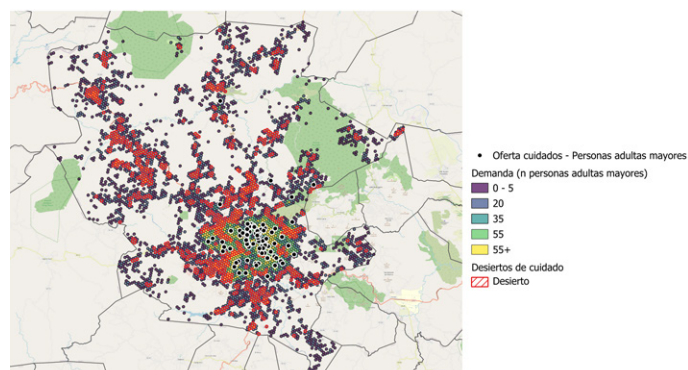 Oferta cuidados - Personas adultas mayores
Demanda (n personas adultas mayores)
0 - 5
20
35
55
55+
Desiertos de cuidado
Desierto